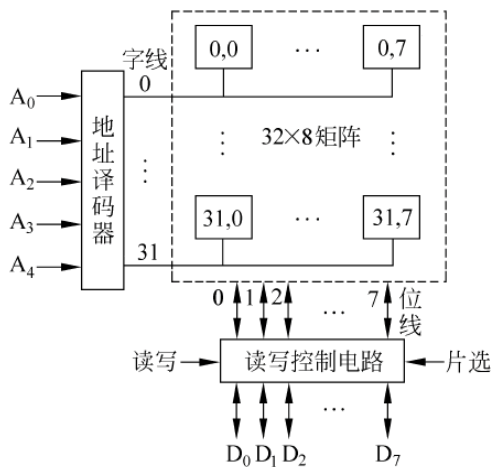 字线
0,0 … 0,7
0
A₀
A₁
A₂
A₃
A₄
地址译码器
⋮ 32×8矩阵 ⋮
⋮
31,0 … 31,7
31
0 1 2 … 7 位线
读写 读写控制电路 片选
…
D₀ D₁ D₂ D₇